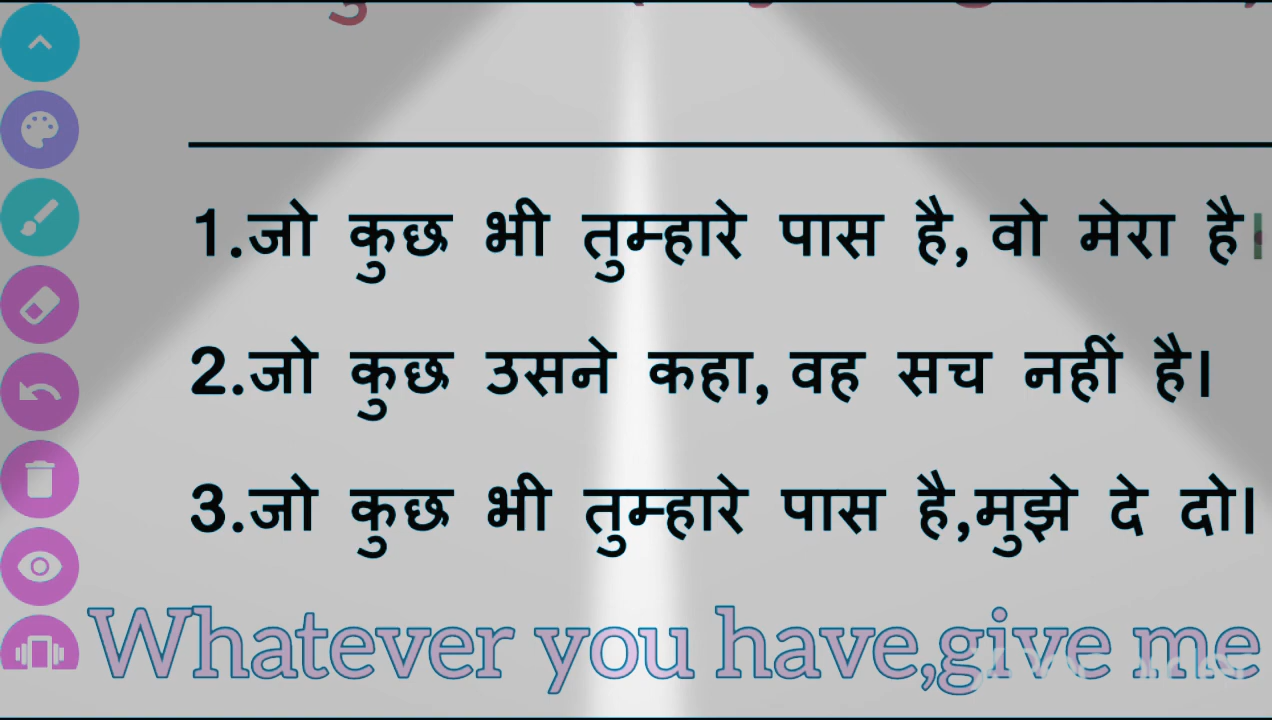 1.जो कुछ भी तुम्हारे पास है, वो मेरा है।
2.जो कुछ उसने कहा, वह सच नहीं है।
3.जो कुछ भी तुम्हारे पास है,मुझे दे दो।
Whatever you have,give me